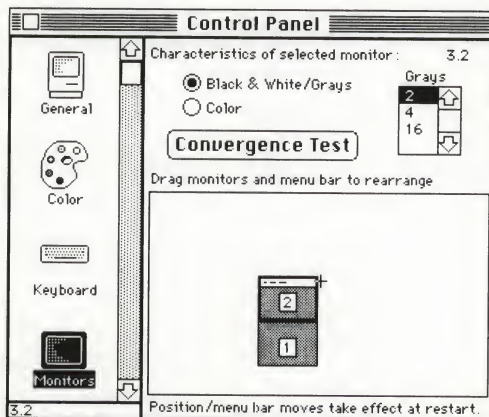 Control Panel
General
Color
Keyboard
Monitors
3.2
Characteristics of selected monitor : 3.2
Black & White/Grays
Color
Grays
2
4
16
Convergence Test
Drag monitors and menu bar to rearrange
2
1
Position/menu bar moves take effect at restart.